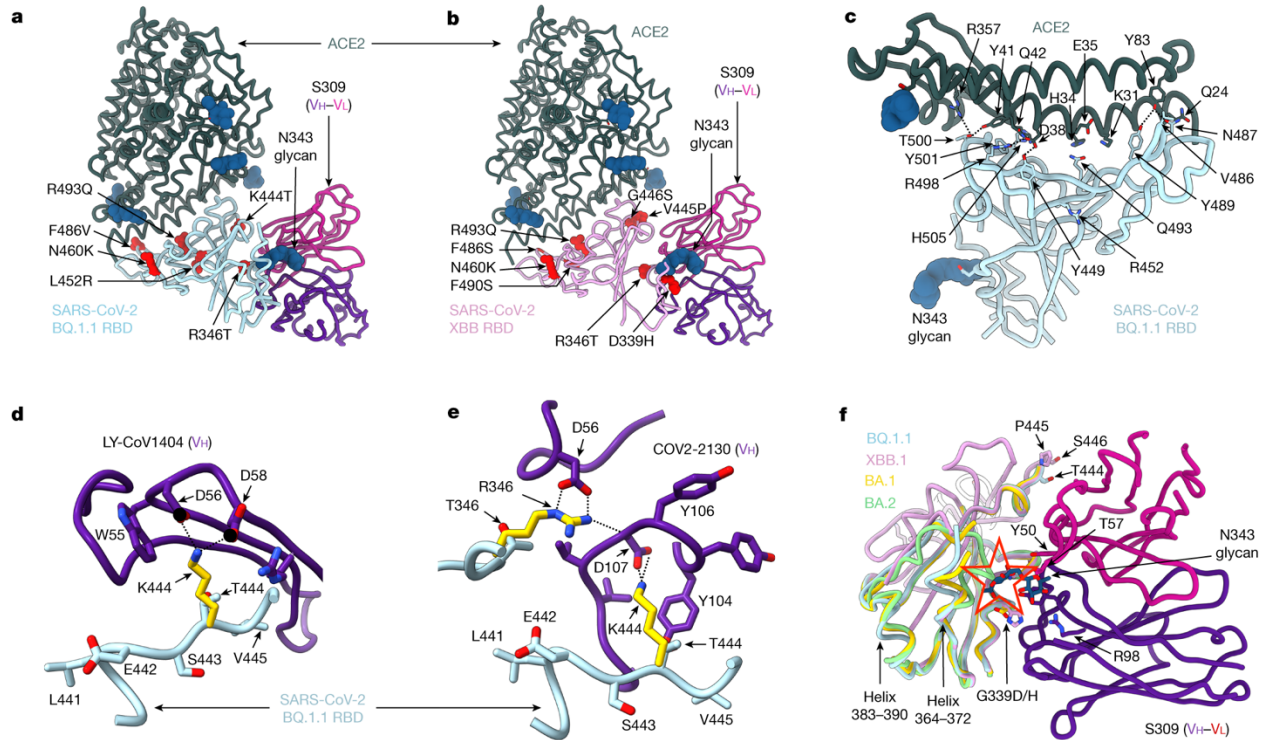 a
ACE2
S309
(VH–VL)
N343
glycan
R493Q
K444T
F486V
N460K
L452R
SARS-CoV-2
BQ.1.1 RBD
R346T
b
ACE2
S309
(VH–VL)
N343
glycan
G446S
V445P
R493Q
F486S
N460K
F490S
SARS-CoV-2
XBB RBD
R346T
D339H
c
ACE2
R357
Y41
Q42
E35
Y83
H34
K31
Q24
D38
T500
N487
Y501
R498
V486
Y489
H505
Q493
Y449
R452
N343
glycan
SARS-CoV-2
BQ.1.1 RBD
d
LY-CoV1404 (VH)
D58
D56
W55
K444
T444
E442
S443
V445
L441
SARS-CoV-2
BQ.1.1 RBD
e
D56
COV2-2130 (VH)
R346
T346
Y106
D107
Y104
K444
E442
L441
T444
S443
V445
f
BQ.1.1
XBB.1
BA.1
BA.2
P445
S446
T444
Y50
T57
N343
glycan
R98
G339D/H
Helix
383–390
Helix
364–372
S309 (VH–VL)